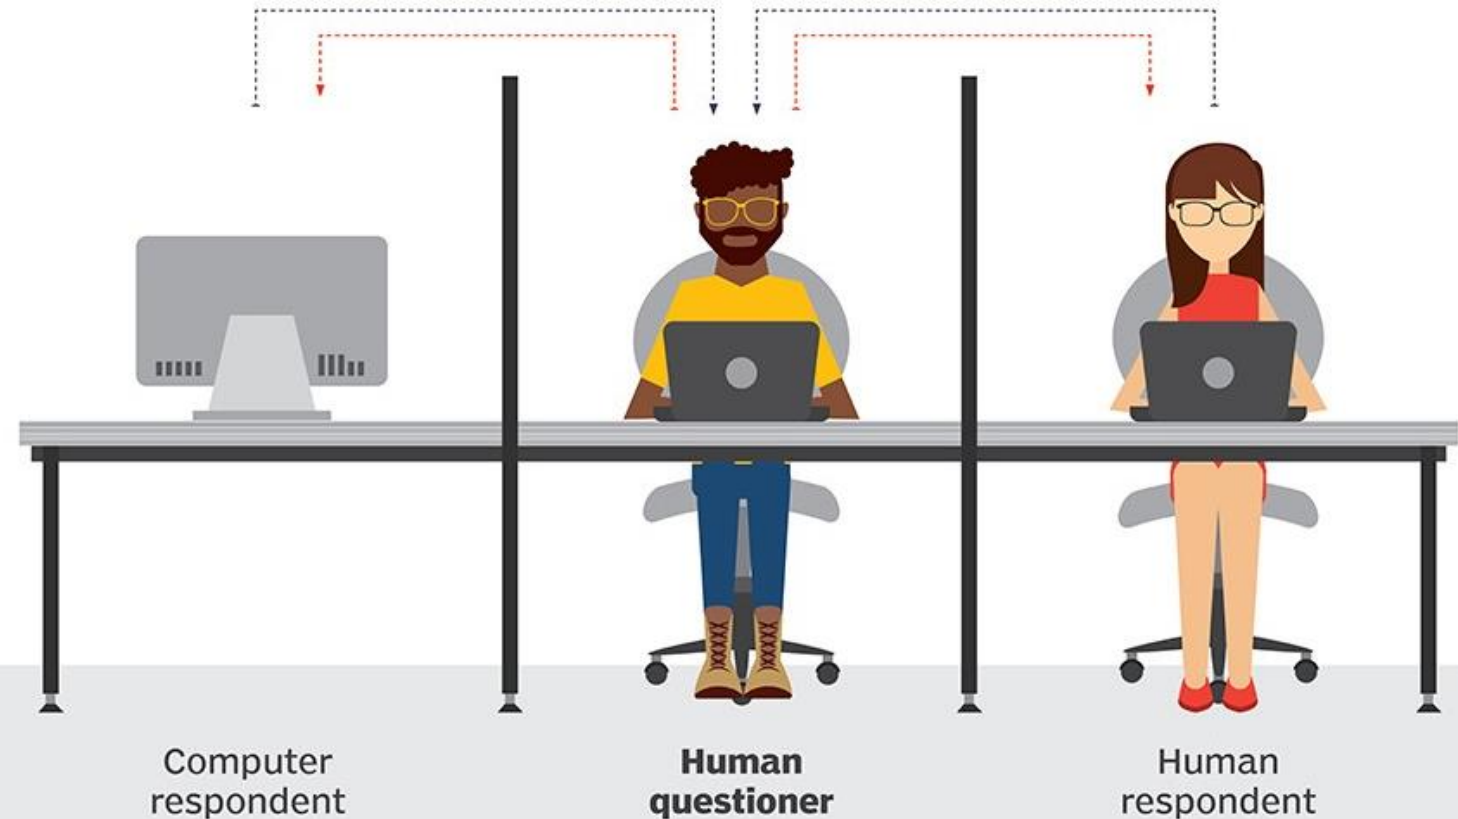 Computer
respondent
Human
questioner
Human
respondent